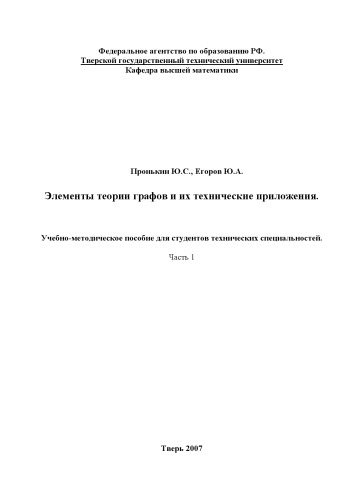 Федеральное агентство по образованию РФ.
Тверской государственный технический университет
Кафедра высшей математики
Пронькин Ю.С., Егоров Ю.А.
Элементы теории графов и их технические приложения.
Учебно-методическое пособие для студентов технических специальностей.
Часть 1
Тверь 2007